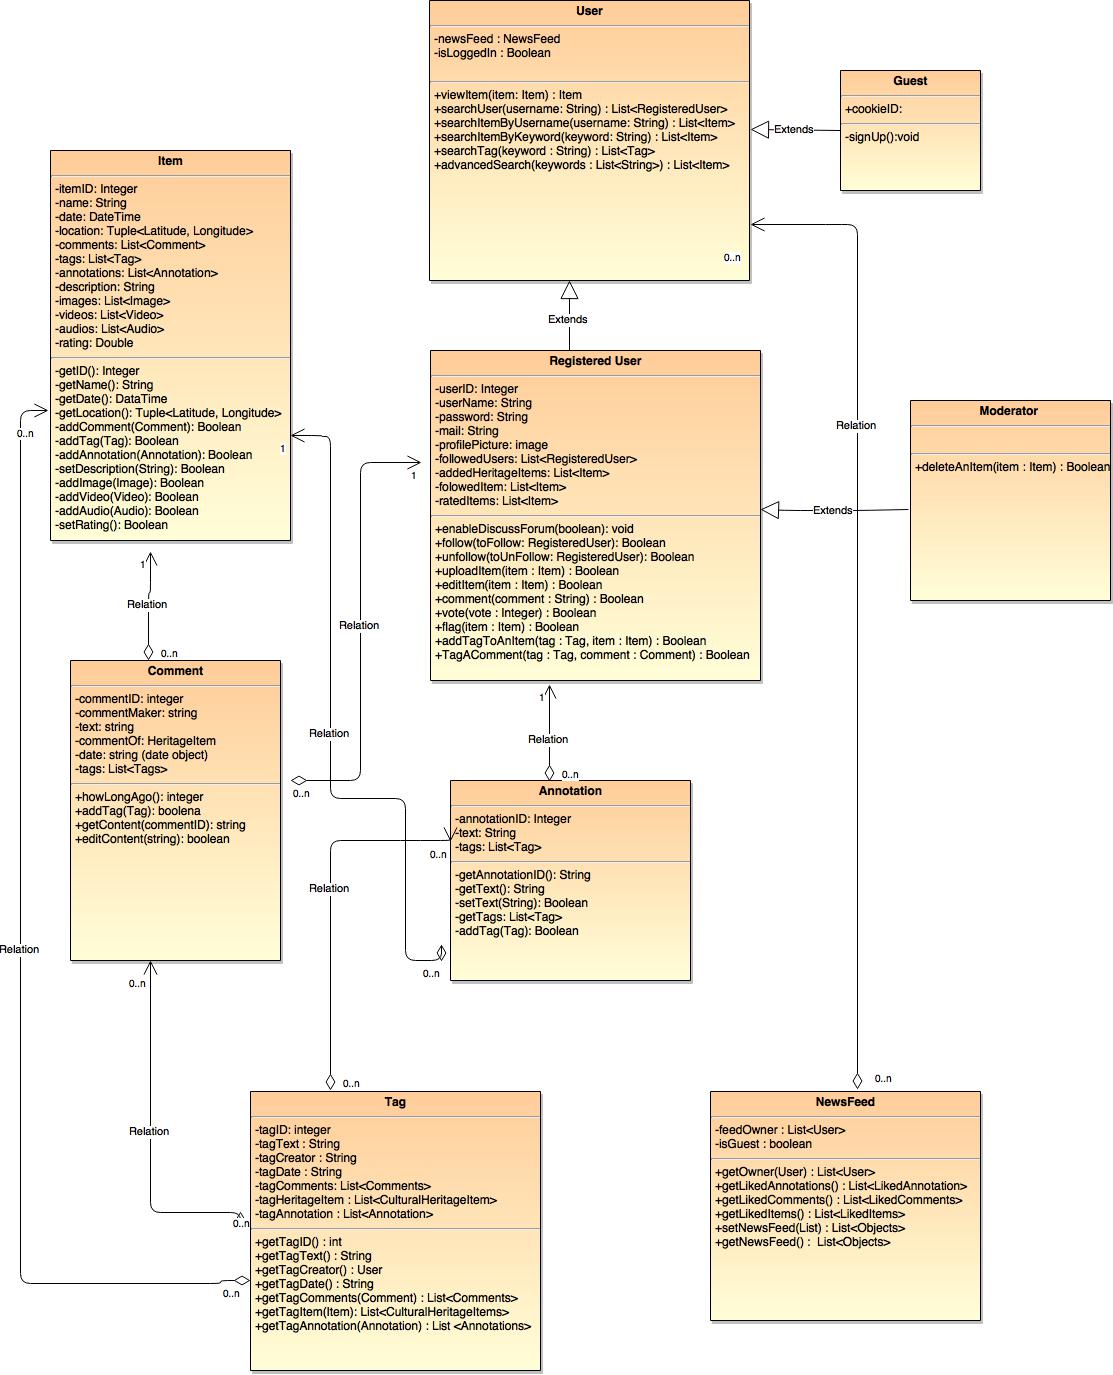 User
-newsFeed : NewsFeed
-isLoggedIn : Boolean
+viewItem(item: Item) : Item
+searchUser(username: String) : List<RegisteredUser>
+searchItemByUsername(username: String) : List<Item>
+searchItemByKeyword(keyword: String) : List<Item>
+searchTag(keyword : String) : List<Tag>
+advancedSearch(keywords : List<String>) : List<Item>
0..n
Guest
+cookieID:
-signUp():void
Extends
Item
-itemID: Integer
-name: String
-date: DateTime
-location: Tuple<Latitude, Longitude>
-comments: List<Comment>
-tags: List<Tag>
-annotations: List<Annotation>
-description: String
-images: List<Image>
-videos: List<Video>
-audios: List<Audio>
-rating: Double
-getID(): Integer
-getName(): String
-getDate(): DataTime
-getLocation(): Tuple<Latitude, Longitude>
-addComment(Comment): Boolean
-addTag(Tag): Boolean
-addAnnotation(Annotation): Boolean
-setDescription(String): Boolean
-addImage(Image): Boolean
-addVideo(Video): Boolean
-addAudio(Audio): Boolean
-setRating(): Boolean
0..n
1
1
Relation
0..n
Extends
Registered User
-userID: Integer
-userName: String
-password: String
-mail: String
-profilePicture: image
-followedUsers: List<RegisteredUser>
-addedHeritageItems: List<Item>
-folowedItem: List<Item>
-ratedItems: List<Item>
+enableDiscussForum(boolean): void
+follow(toFollow: RegisteredUser): Boolean
+unfollow(toUnFollow: RegisteredUser): Boolean
+uploadItem(item : Item) : Boolean
+editItem(item : Item) : Boolean
+comment(comment : String) : Boolean
+vote(vote : Integer) : Boolean
+flag(item : Item) : Boolean
+addTagToAnItem(tag : Tag, item : Item) : Boolean
+TagAComment(tag : Tag, comment : Comment) : Boolean
1
Relation
Relation
Extends
Moderator
+deleteAnItem(item : Item) : Boolean
Comment
-commentID: integer
-commentMaker: string
-text: string
-commentOf: HeritageItem
-date: string (date object)
-tags: List<Tags>
+howLongAgo(): integer
+addTag(Tag): boolena
+getContent(commentID): string
+editContent(string): boolean
0..n
Relation
1
Relation
0..n
Annotation
-annotationID: Integer
-text: String
-tags: List<Tag>
-getAnnotationID(): String
-getText(): String
-setText(String): Boolean
-getTags: List<Tag>
-addTag(Tag): Boolean
0..n
Relation
0..n
Relation
0..n
Relation
0..n
0..n
0..n
Tag
-tagID: integer
-tagText : String
-tagCreator : String
-tagDate : String
-tagComments: List<Comments>
-tagHeritageItem : List<CulturalHeritageItem>
-tagAnnotation : List<Annotation>
+getTagID() : int
+getTagText() : String
+getTagCreator() : User
+getTagDate() : String
+getTagComments(Comment) : List<Comments>
+getTagItem(Item): List<CulturalHeritageItems>
+getTagAnnotation(Annotation) : List <Annotations>
0..n
NewsFeed
-feedOwner : List<User>
-isGuest : boolean
+getOwner(User) : List<User>
+getLikedAnnotations() : List<LikedAnnotation>
+getLikedComments() : List<LikedComments>
+getLikedItems() : List<LikedItems>
+setNewsFeed(List) : List<Objects>
+getNewsFeed() :  List<Objects>